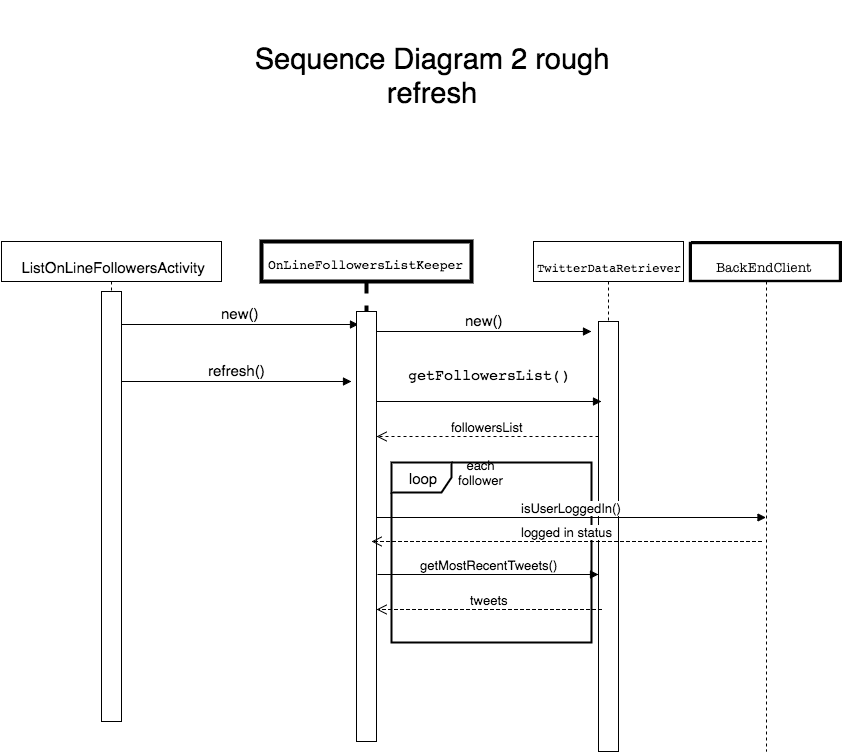 Sequence Diagram 2 rough
refresh
ListOnLineFollowersActivity
OnLineFollowersListKeeper
TwitterDataRetriever
BackEndClient
new()
new()
refresh()
getFollowersList()
followersList
loop
each
follower
isUserLoggedIn()
logged in status
getMostRecentTweets()
tweets